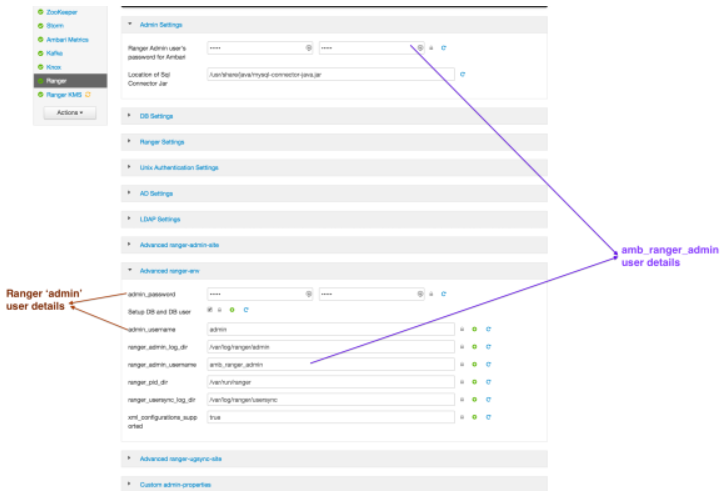 ZooKeeper
Storm
Ambari Metrics
Kafka
Knox
Ranger
Ranger KMS
Actions
Admin Settings
Ranger Admin user's
password for Ambari
Location of Sql
Connector Jar
/usr/share/java/mysql-connector-java.jar
DB Settings
Ranger Settings
Unix Authentication Settings
AD Settings
LDAP Settings
Advanced ranger-admin-site
amb_ranger_admin
user details
Advanced ranger-env
Ranger ‘admin’
user details
admin_password
Setup DB and DB user
admin_username
admin
ranger_admin_log_dir
/var/log/ranger/admin
ranger_admin_username
amb_ranger_admin
ranger_pid_dir
/var/run/ranger
ranger_usersync_log_dir
/var/log/ranger/usersync
xml_configurations_supp
orted
true
Advanced ranger-ugsync-site
Custom admin-properties